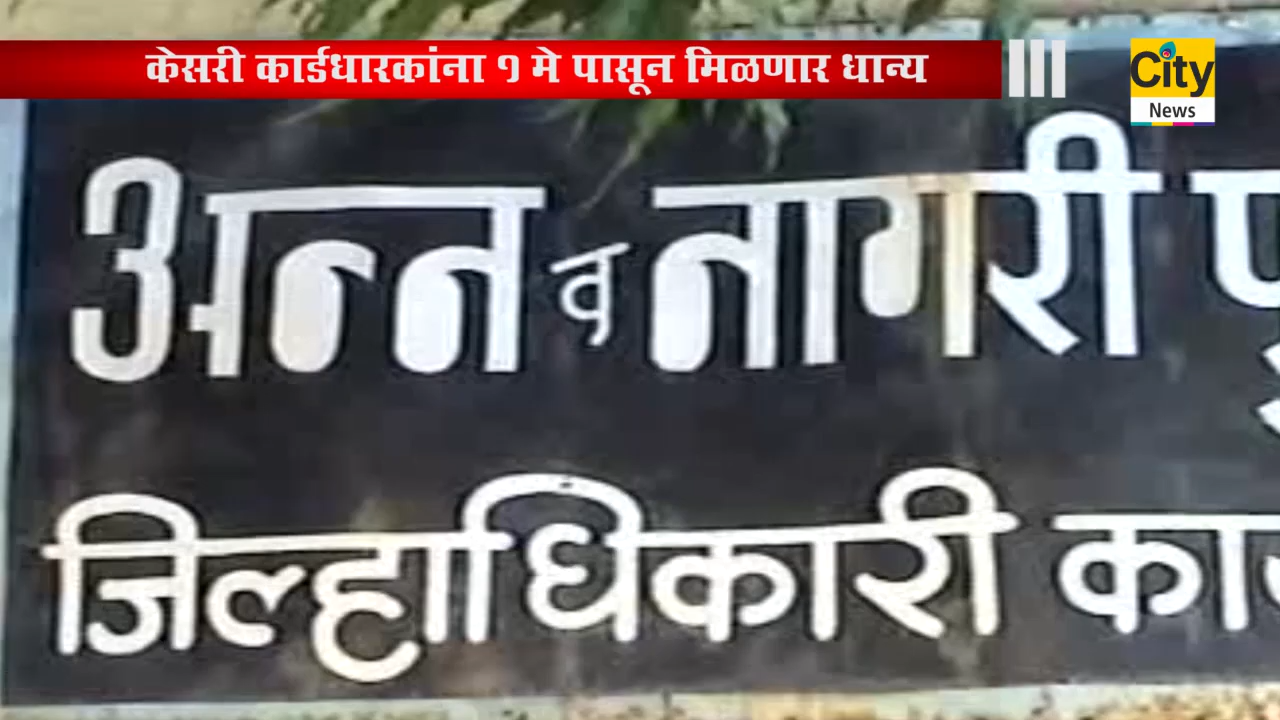 केसरी कार्डधारकांना १ मे पासून मिळणार धान्य
City
News
अन्न व नागरी
जिल्हाधिकारी